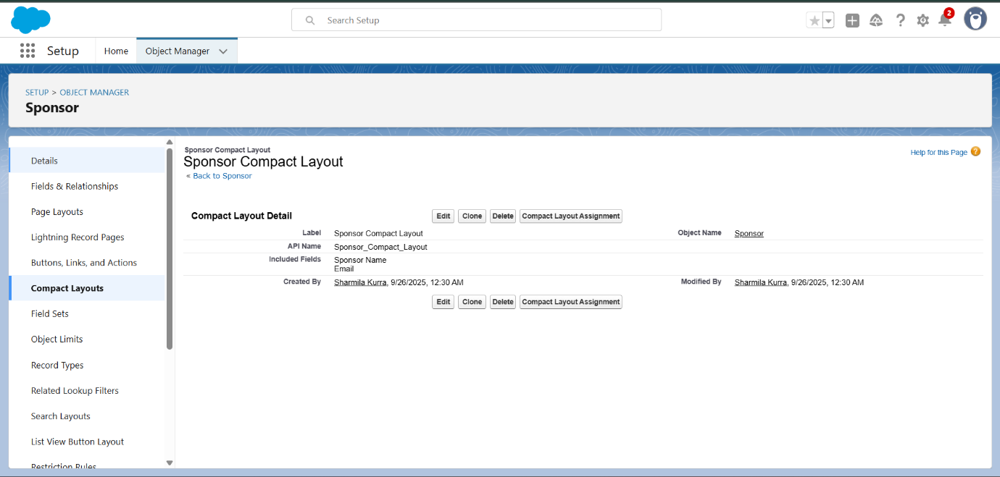 Search Setup
2
Setup
Home
Object Manager
SETUP > OBJECT MANAGER
Sponsor
Details
Fields & Relationships
Page Layouts
Lightning Record Pages
Buttons, Links, and Actions
Compact Layouts
Field Sets
Object Limits
Record Types
Related Lookup Filters
Search Layouts
List View Button Layout
Restriction Rules
Sponsor Compact Layout
Sponsor Compact Layout
« Back to Sponsor
Help for this Page ?
Compact Layout Detail Edit Clone Delete Compact Layout Assignment
Label Sponsor Compact Layout Object Name Sponsor
API Name Sponsor_Compact_Layout
Included Fields Sponsor Name
Email
Created By Sharmila Kurra, 9/26/2025, 12:30 AM Modified By Sharmila Kurra, 9/26/2025, 12:30 AM
Edit Clone Delete Compact Layout Assignment